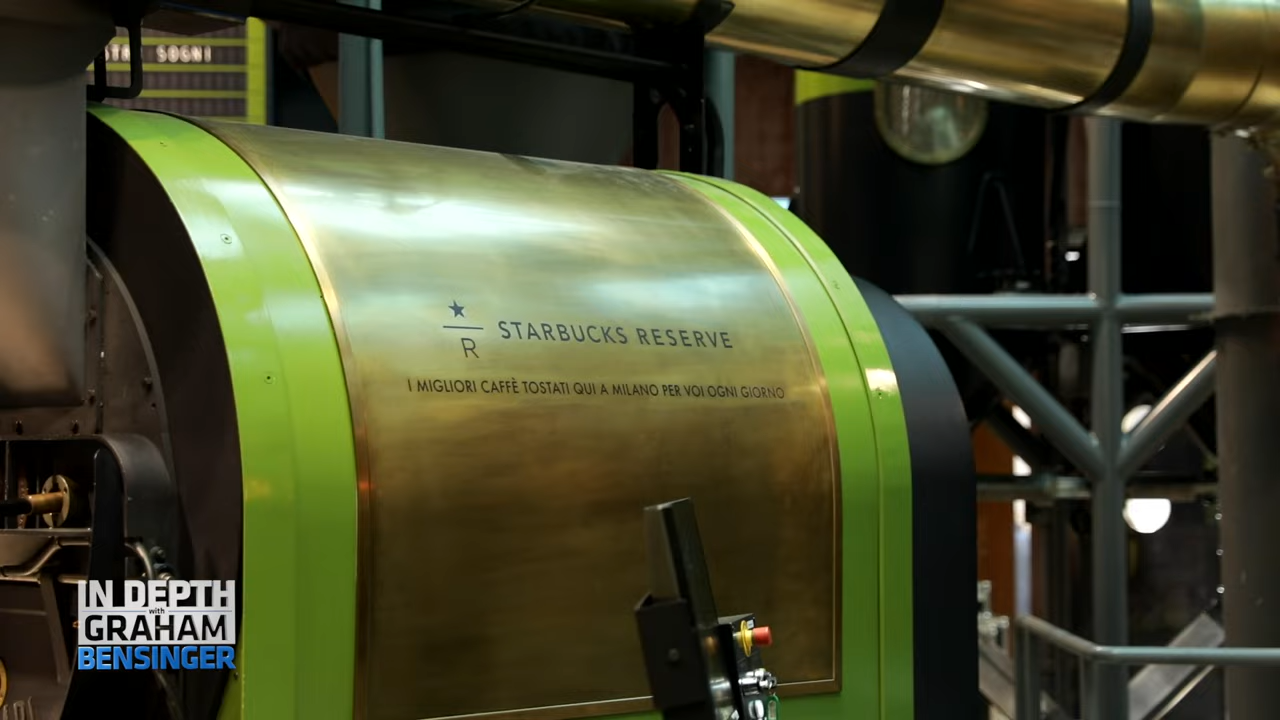 SOGNI
R
STARBUCKS RESERVE
I MIGLIORI CAFFÈ TOSTATI QUI A MILANO PER VOI OGNI GIORNO
IN DEPTH
with
GRAHAM
BENSINGER